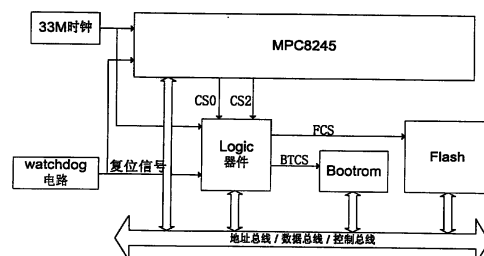 33M时钟
MPC8245
CS0
CS2
FCS
Logic
器件
Flash
watchdog
电路
复位信号
BTCS
Bootrom
地址总线 / 数据总线 / 控制总线